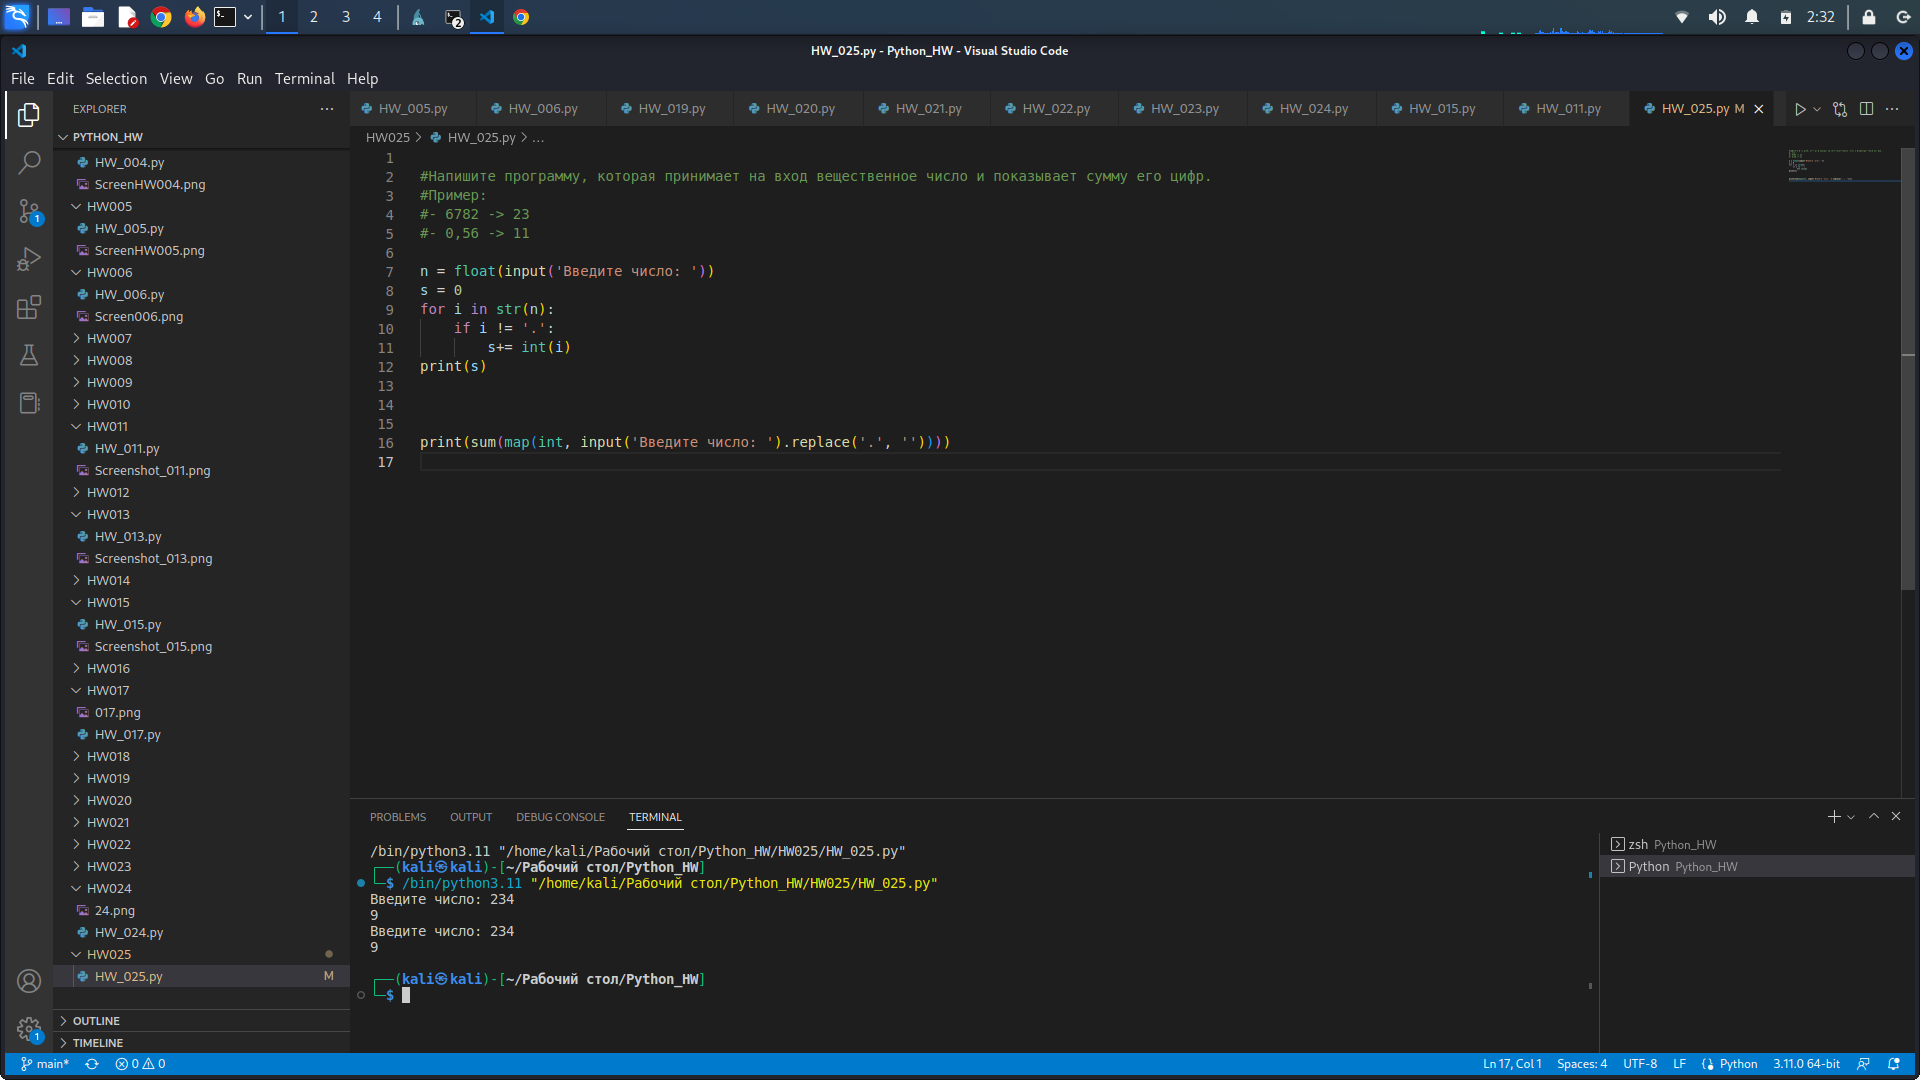 1
2
3
4
2
2:32
HW_025.py - Python_HW - Visual Studio Code
File Edit Selection View Go Run Terminal Help
EXPLORER
PYTHON_HW
HW_004.py
ScreenHW004.png
HW005
HW_005.py
ScreenHW005.png
HW006
HW_006.py
Screen006.png
HW007
HW008
HW009
HW010
HW011
HW_011.py
Screenshot_011.png
HW012
HW013
HW_013.py
Screenshot_013.png
HW014
HW015
HW_015.py
Screenshot_015.png
HW016
HW017
017.png
HW_017.py
HW018
HW019
HW020
HW021
HW022
HW023
HW024
24.png
HW_024.py
HW025
HW_025.py M
OUTLINE
TIMELINE
1
1
HW_005.py HW_006.py HW_019.py HW_020.py HW_021.py HW_022.py HW_023.py HW_024.py HW_015.py HW_011.py HW_025.py M
HW025 > HW_025.py > ...
1
2 #Напишите программу, которая принимает на вход вещественное число и показывает сумму его цифр.
3 #Пример:
4 #- 6782 -> 23
5 #- 0,56 -> 11
6
7 n = float(input('Введите число: '))
8 s = 0
9 for i in str(n):
10 if i != '.':
11 s+= int(i)
12 print(s)
13
14
15
16 print(sum(map(int, input('Введите число: ').replace('.', ''))))
17
PROBLEMS OUTPUT DEBUG CONSOLE TERMINAL
/bin/python3.11 "/home/kali/Рабочий стол/Python_HW/HW025/HW_025.py"
┌──(kali㉿kali)-[~/Рабочий стол/Python_HW]
└─$ /bin/python3.11 "/home/kali/Рабочий стол/Python_HW/HW025/HW_025.py"
Введите число: 234
9
Введите число: 234
9
┌──(kali㉿kali)-[~/Рабочий стол/Python_HW]
└─$
zsh Python_HW
Python Python_HW
main* 0 0 Ln 17, Col 1 Spaces: 4 UTF-8 LF Python 3.11.0 64-bit